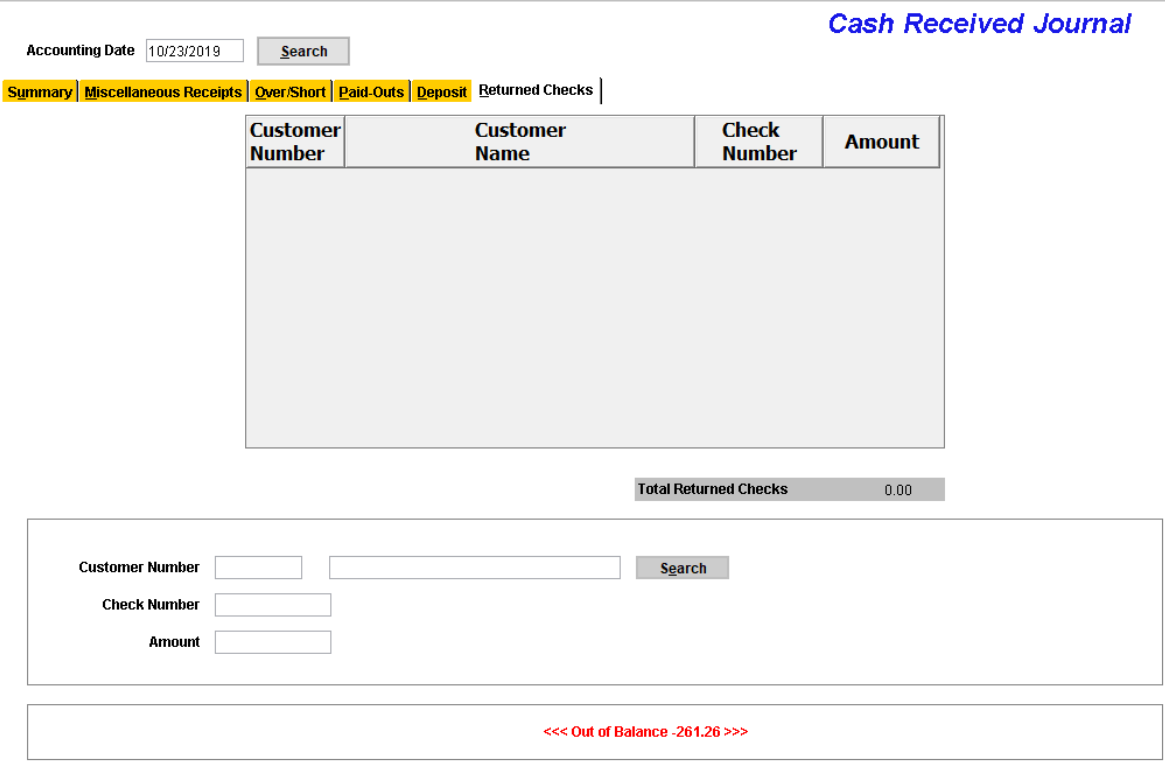 Cash Received Journal
Accounting Date 10/23/2019 Search
Summary Miscellaneous Receipts Over/Short Paid-Outs Deposit Returned Checks
Customer Number Customer Name Check Number Amount
Total Returned Checks 0.00
Customer Number Search
Check Number
Amount
<<< Out of Balance -261.26 >>>